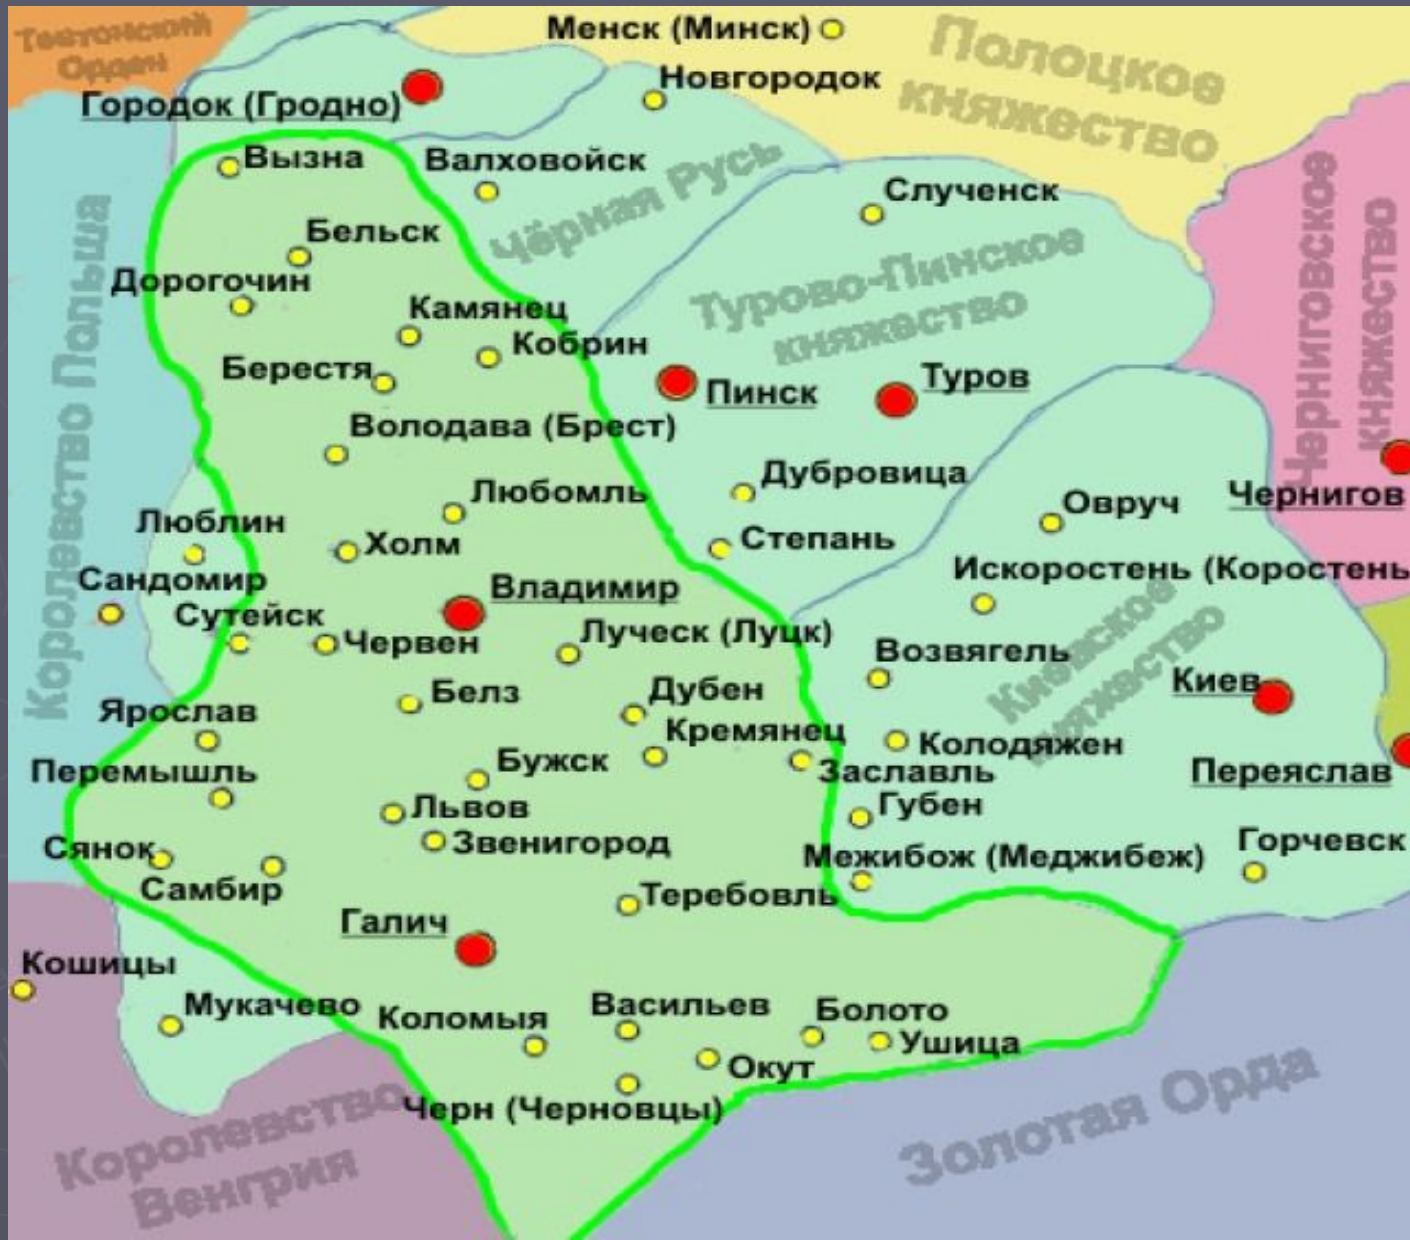 Тевтонский
Орден
Менск (Минск)
Полоцкое
княжество
Городок (Гродно)
Новгородок
Вызна
Валховойск
Чёрная Русь
Слученск
Черниговское
княжество
Королевство Польша
Бельск
Дорогочин
Турово-Пинское
княжество
Камянец
Кобрин
Берестя
Пинск
Туров
Володава (Брест)
Дубровица
Любомль
Чернигов
Овруч
Люблин
Холм
Степань
Искоростень (Коростень
Сандомир
Владимир
Сутейск
Червен
Луческ (Луцк)
Возвягель
Киевское
княжество
Киев
Белз
Дубен
Ярослав
Кремянец
Колодяжен
Перемышль
Бужск
Заславль
Переяслав
Львов
Губен
Звенигород
Горчевск
Сянок
Межибож (Меджибеж)
Самбир
Теребовль
Галич
Кошицы
Мукачево
Коломыя
Васильев
Болото
Ушица
Окут
Черн (Черновцы)
Королевство
Венгрия
Золотая Орда